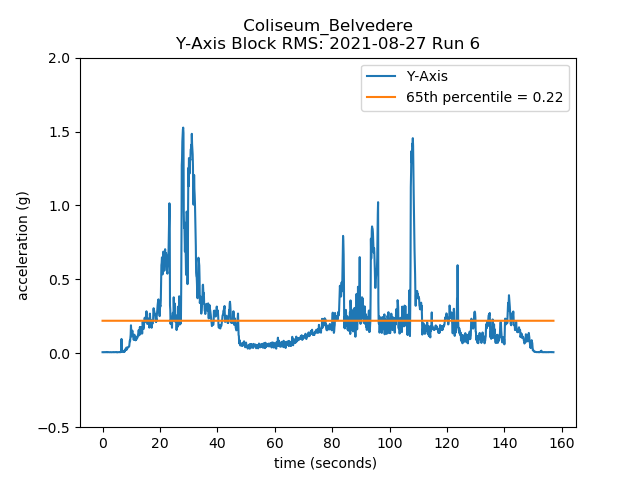 Coliseum_Belvedere
Y-Axis Block RMS: 2021-08-27 Run 6
Y-Axis
65th percentile = 0.22
acceleration (g)
2.0
1.5
1.0
0.5
0.0
−0.5
0 20 40 60 80 100 120 140 160
time (seconds)